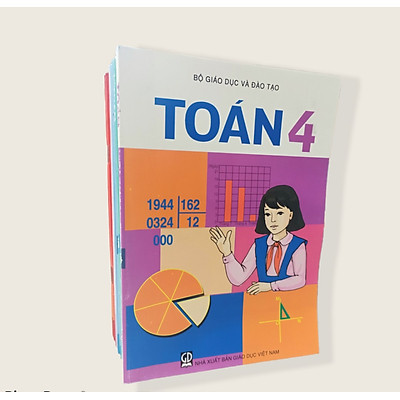 BỘ GIÁO DỤC VÀ ĐÀO TẠO
TOÁN 4
1944 162
0324 12
000
GD
NHÀ XUẤT BẢN GIÁO DỤC VIỆT NAM